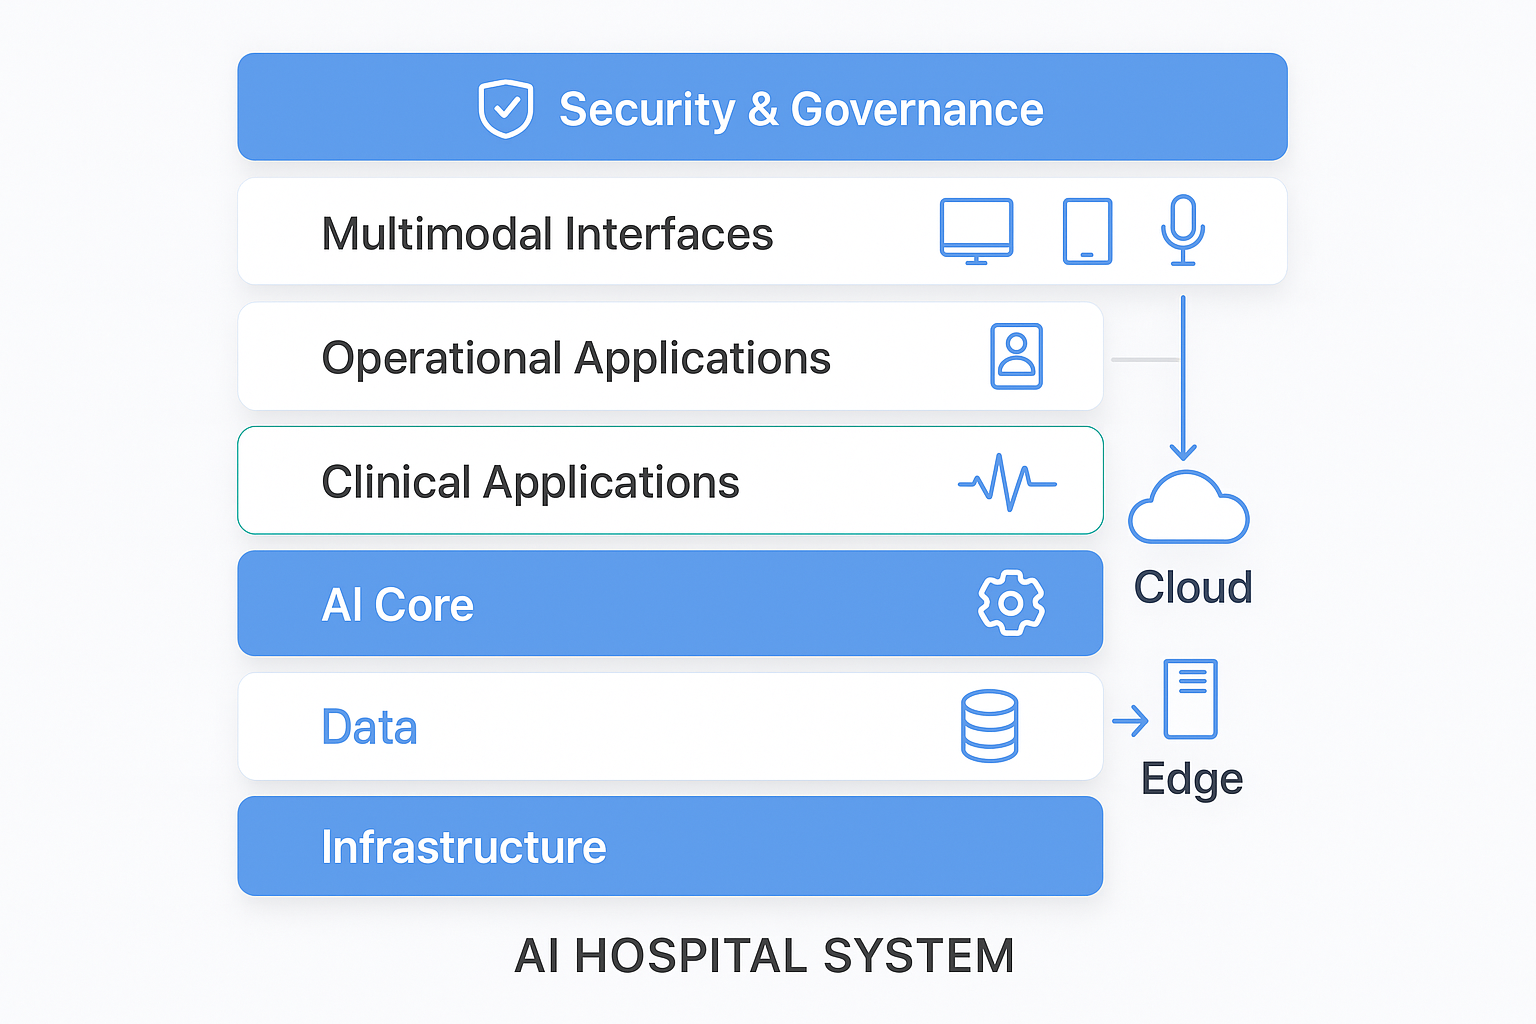 Security & Governance
Multimodal Interfaces
Operational Applications
Clinical Applications
AI Core
Cloud
Data
Edge
Infrastructure
AI HOSPITAL SYSTEM